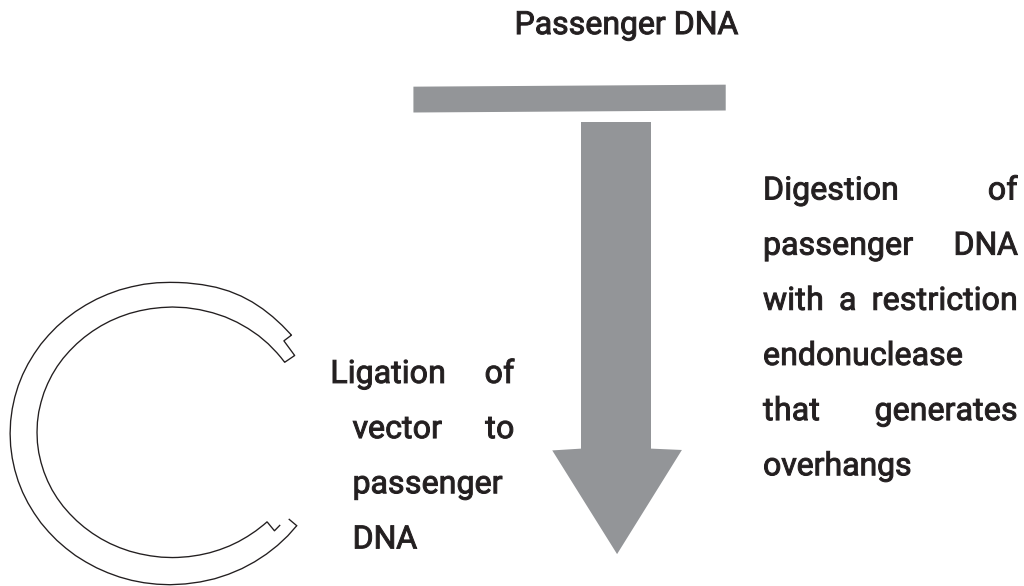 Passenger DNA
Digestion of
passenger DNA
with a restriction
endonuclease
that generates
overhangs
Ligation of
vector to
passenger
DNA